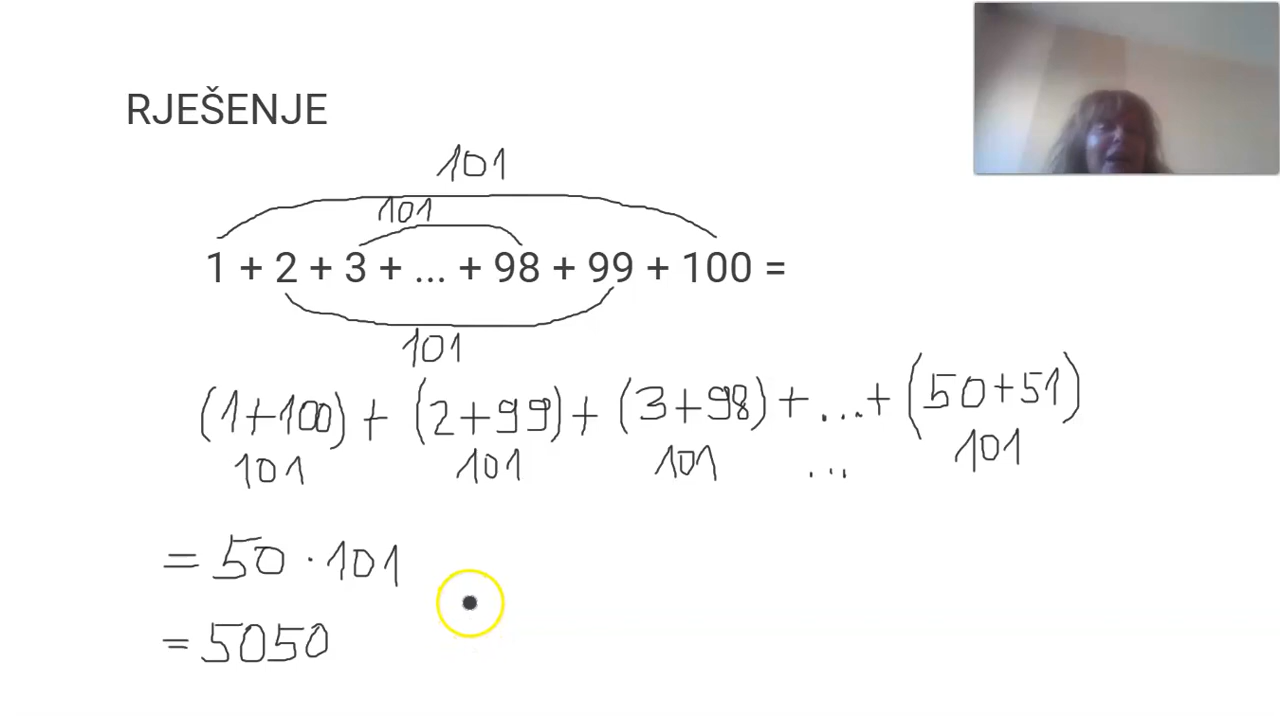 RJEŠENJE
101
101
1 + 2 + 3 + ... + 98 + 99 + 100 =
101
(1+100) + (2+99) + (3+98) + ... + (50+51)
101 101 101 ... 101
= 50 · 101
= 5050